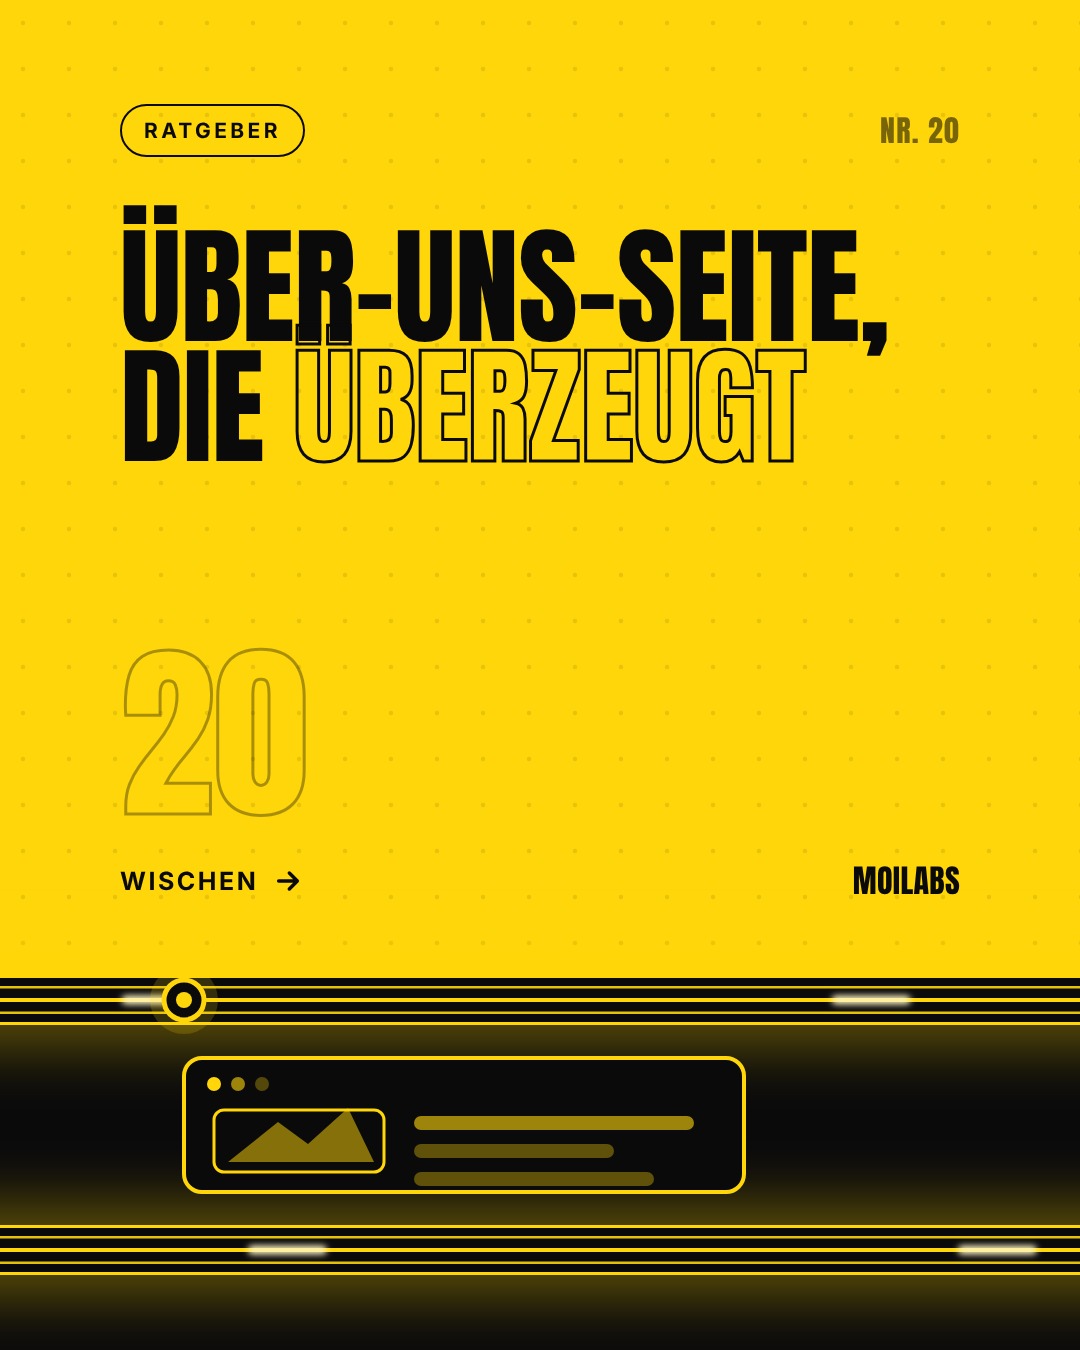 RATGEBER
NR. 20
ÜBER-UNS-SEITE,
DIE ÜBERZEUGT
20
WISCHEN →
MOILABS